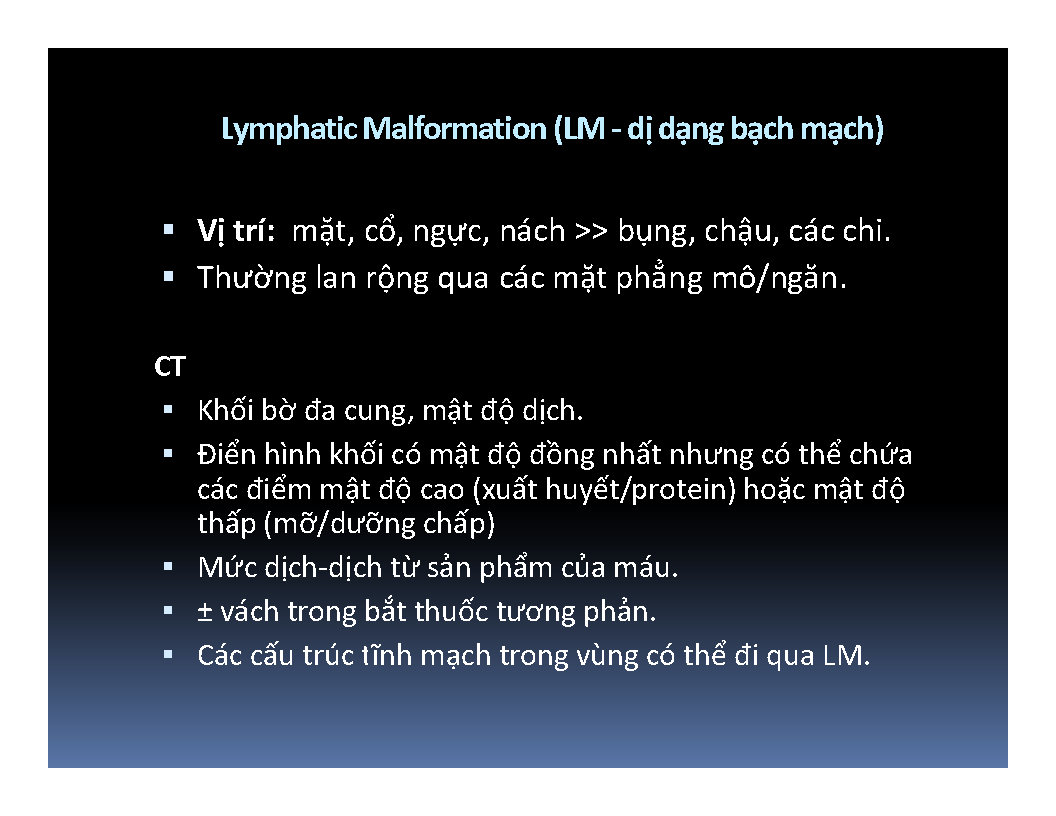 Lymphatic Malformation (LM - dị dạng bạch mạch)
▪ Vị trí: mặt, cổ, ngực, nách >> bụng, chậu, các chi.
▪ Thường lan rộng qua các mặt phẳng mô/ngăn.
CT
▪ Khối bờ đa cung, mật độ dịch.
▪ Điển hình khối có mật độ đồng nhất nhưng có thể chứa
các điểm mật độ cao (xuất huyết/protein) hoặc mật độ
thấp (mỡ/dưỡng chấp)
▪ Mức dịch-dịch từ sản phẩm của máu.
▪ ± vách trong bắt thuốc tương phản.
▪ Các cấu trúc tĩnh mạch trong vùng có thể đi qua LM.